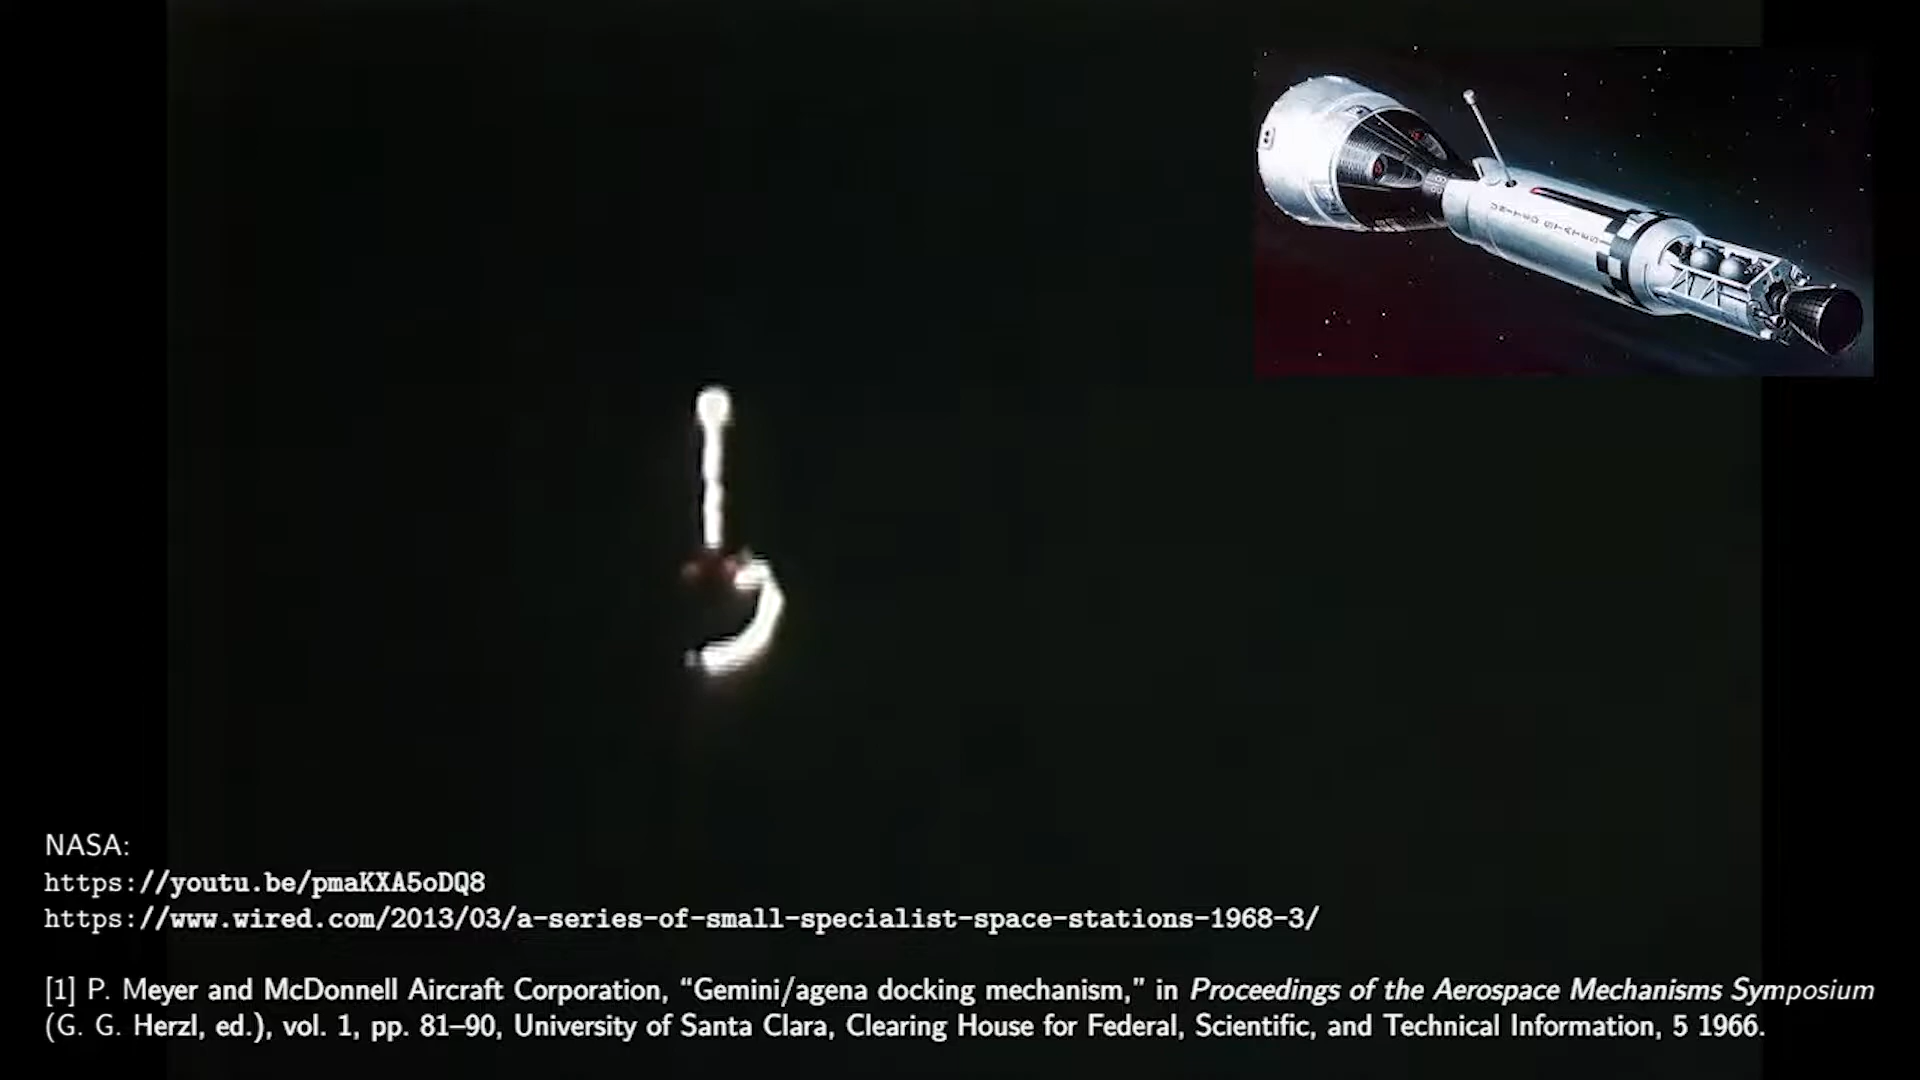 UNITED STATES
NASA:
https://youtu.be/pmaKXA5oDQ8
https://www.wired.com/2013/03/a-series-of-small-specialist-space-stations-1968-3/
[1] P. Meyer and McDonnell Aircraft Corporation, “Gemini/agena docking mechanism,” in Proceedings of the Aerospace Mechanisms Symposium
(G. G. Herzl, ed.), vol. 1, pp. 81–90, University of Santa Clara, Clearing House for Federal, Scientific, and Technical Information, 5 1966.